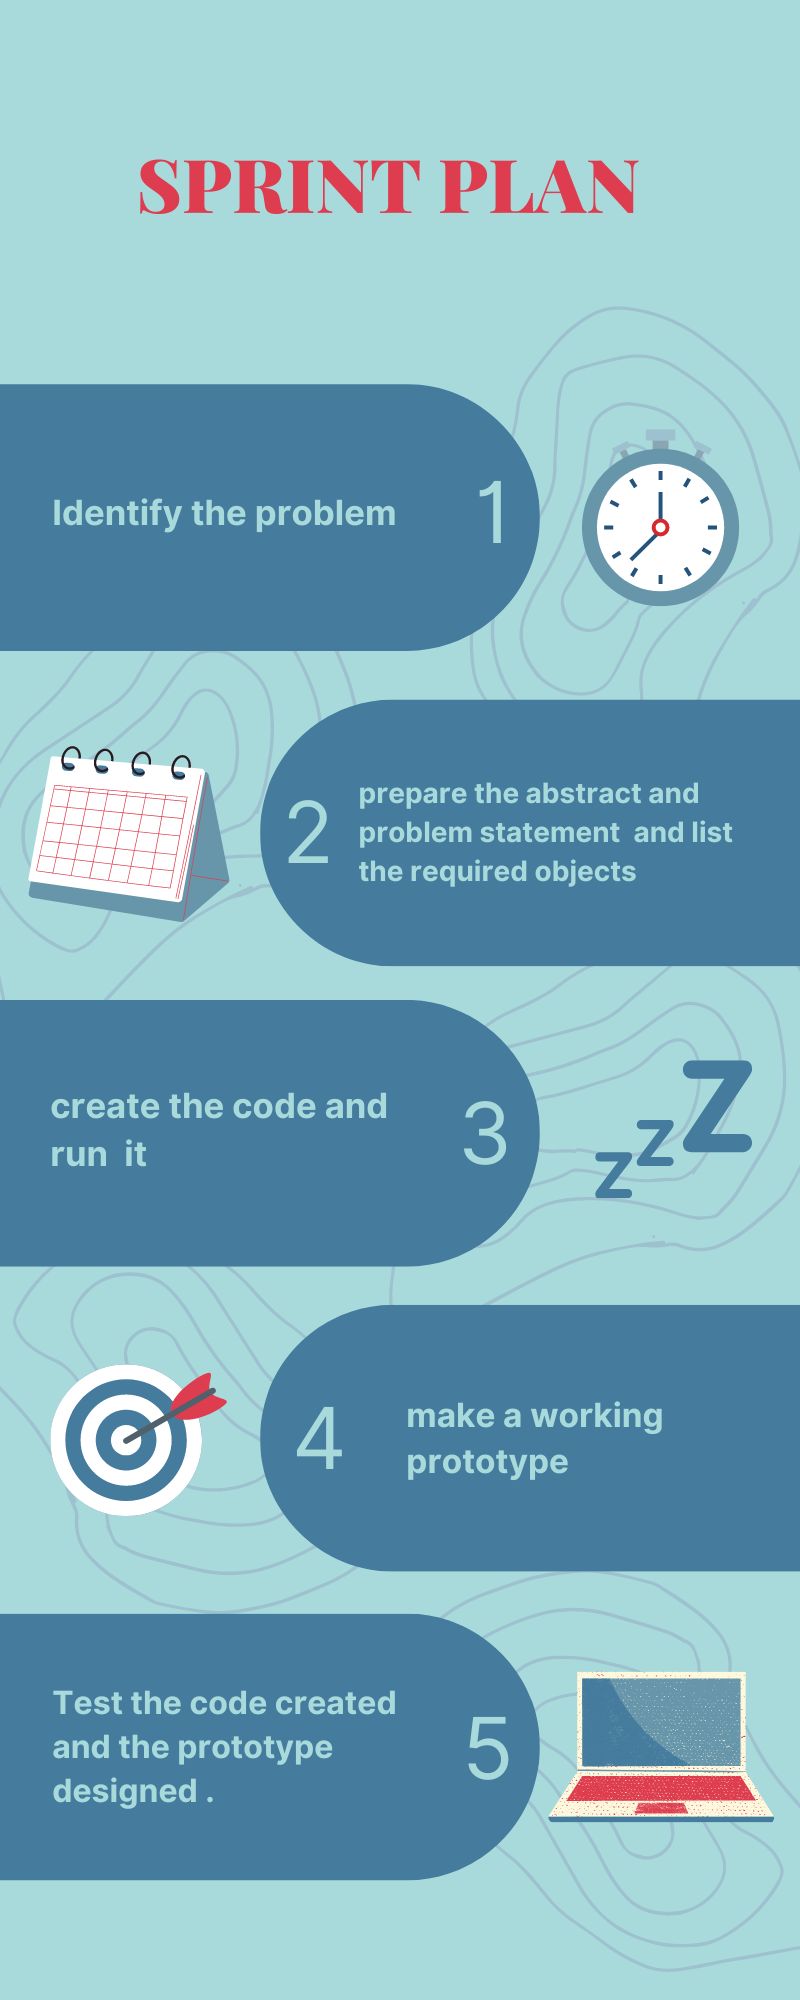 SPRINT PLAN
Identify the problem
1
2
prepare the abstract and
problem statement  and list
the required objects
create the code and
run  it
3
z z z
4
make a working
prototype
Test the code created
and the prototype
designed .
5